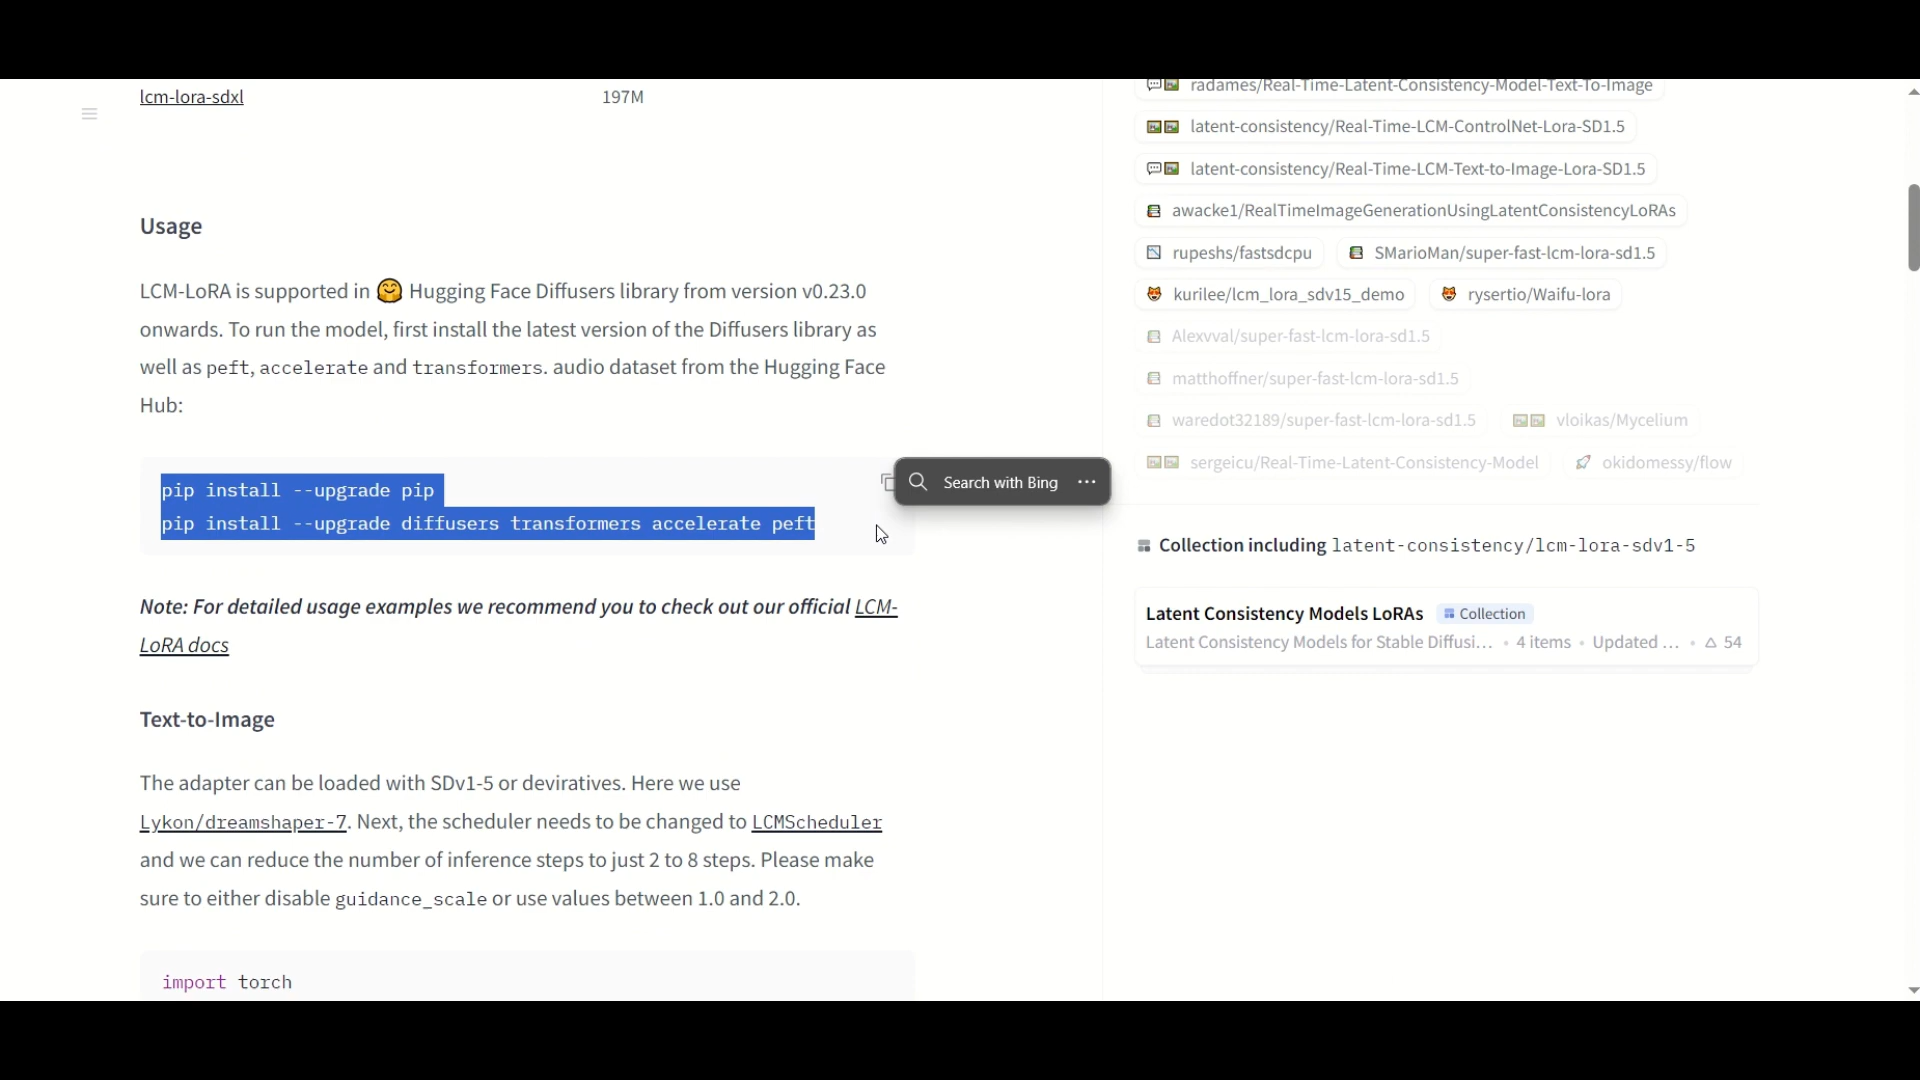 lcm-lora-sdxl 197M
Usage
LCM-LoRA is supported in 🤗 Hugging Face Diffusers library from version v0.23.0
onwards. To run the model, first install the latest version of the Diffusers library as
well as peft, accelerate and transformers. audio dataset from the Hugging Face
Hub:
pip install --upgrade pip
pip install --upgrade diffusers transformers accelerate peft
Search with Bing ···
Note: For detailed usage examples we recommend you to check out our official LCM-
LoRA docs
Text-to-Image
The adapter can be loaded with SDv1-5 or deviratives. Here we use
Lykon/dreamshaper-7. Next, the scheduler needs to be changed to LCMScheduler
and we can reduce the number of inference steps to just 2 to 8 steps. Please make
sure to either disable guidance_scale or use values between 1.0 and 2.0.
import torch
radames/Real-Time-Latent-Consistency-Model-Text-To-Image
latent-consistency/Real-Time-LCM-ControlNet-Lora-SD1.5
latent-consistency/Real-Time-LCM-Text-to-Image-Lora-SD1.5
awacke1/RealTimeImageGenerationUsingLatentConsistencyLoRAs
rupeshs/fastsdcpu SMarioMan/super-fast-lcm-lora-sd1.5
kurilee/lcm_lora_sdv15_demo rysertio/Waifu-lora
Alexvval/super-fast-lcm-lora-sd1.5
matthoffner/super-fast-lcm-lora-sd1.5
waredot32189/super-fast-lcm-lora-sd1.5 vloikas/Mycelium
sergeicu/Real-Time-Latent-Consistency-Model okidomessy/flow
Collection including latent-consistency/lcm-lora-sdv1-5
Latent Consistency Models LoRAs Collection
Latent Consistency Models for Stable Diffusi... • 4 items • Updated ... • △ 54